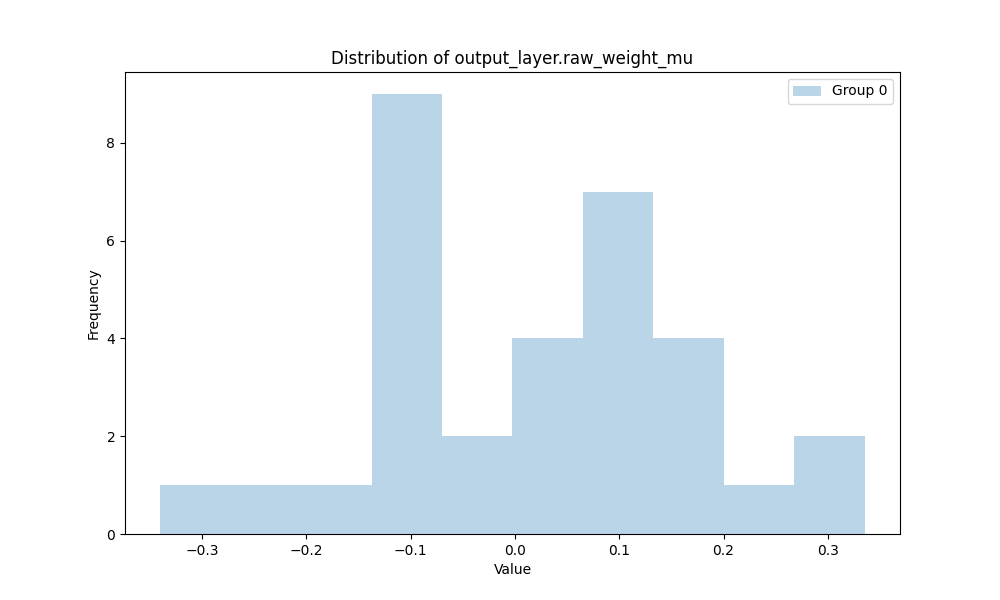 Distribution of output_layer.raw_weight_mu
Group 0
8
6
4
2
0
Frequency
−0.3 −0.2 −0.1 0.0 0.1 0.2 0.3
Value